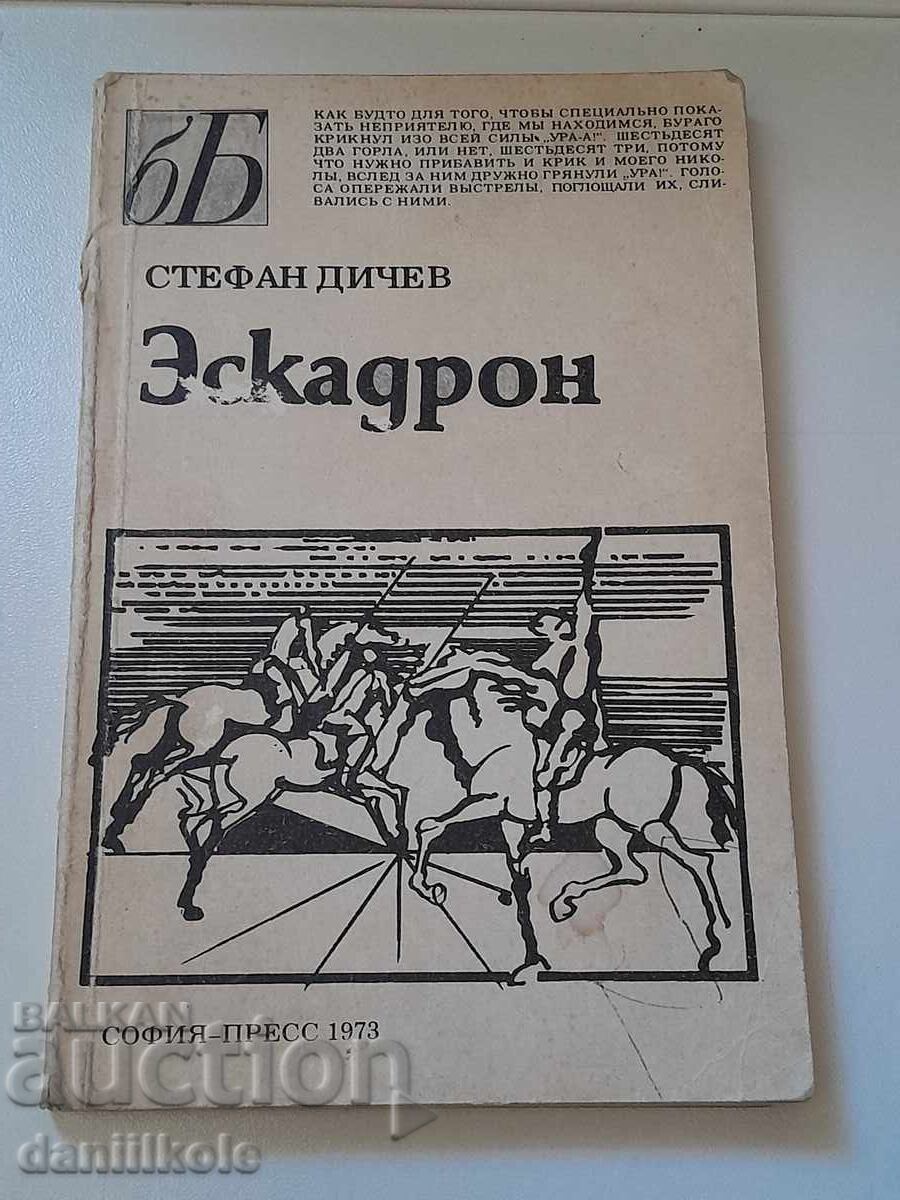 бБ
КАК БУДТО ДЛЯ ТОГО, ЧТОБЫ СПЕЦИАЛЬНО ПОКА-
ЗАТЬ НЕПРИЯТЕЛЮ, ГДЕ МЫ НАХОДИМСЯ, БУРАГО
КРИКНУЛ ИЗО ВСЕЙ СИЛЫ: „УРА-А!". ШЕСТЬДЕСЯТ
ДВА ГОРЛА, ИЛИ НЕТ, ШЕСТЬДЕСЯТ ТРИ, ПОТОМУ
ЧТО НУЖНО ПРИБАВИТЬ И КРИК И МОЕГО НИКО-
ЛЫ, ВСЛЕД ЗА НИМ ДРУЖНО ГРЯНУЛИ „УРА!". ГОЛО-
СА ОПЕРЕЖАЛИ ВЫСТРЕЛЫ, ПОГЛОЩАЛИ ИХ, СЛИ-
ВАЛИСЬ С НИМИ.
СТЕФАН ДИЧЕВ
Эскадрон
СОФИЯ-ПРЕСС 1973
BALKAN
auction
daniilkole